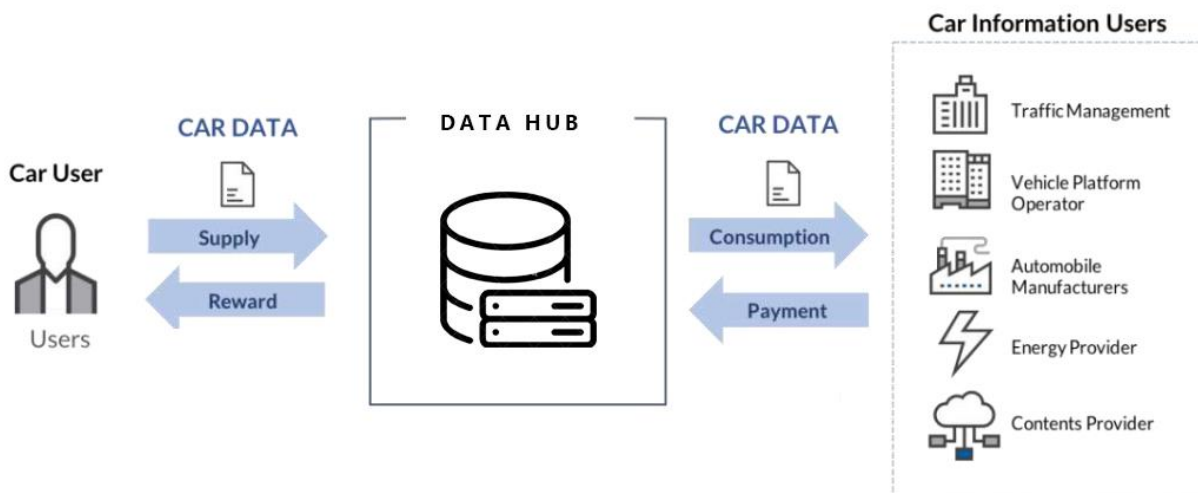 Car Information Users
CAR DATA
DATA HUB
CAR DATA
Traffic Management
Car User
Vehicle Platform
Operator
Supply
Consumption
Automobile
Manufacturers
Reward
Payment
Users
Energy Provider
Contents Provider